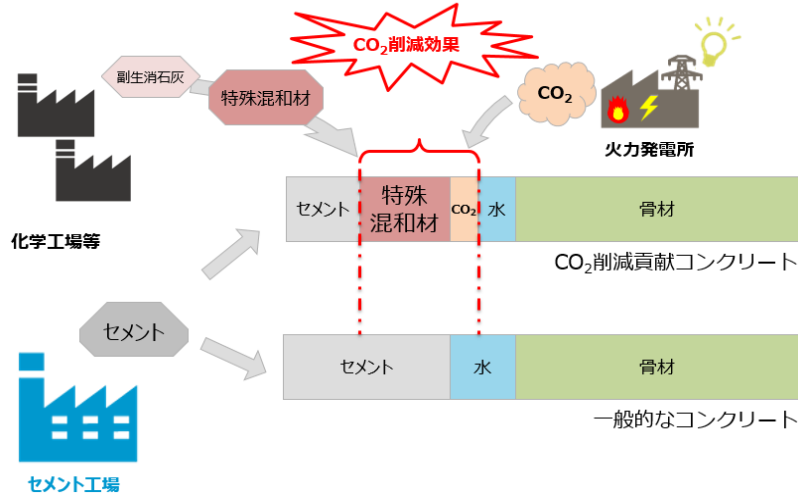 CO₂削減効果
副生消石灰
特殊混和材
CO₂
火力発電所
化学工場等
セメント
特殊
混和材
CO₂
水
骨材
CO₂削減貢献コンクリート
セメント
セメント
水
骨材
一般的なコンクリート
セメント工場